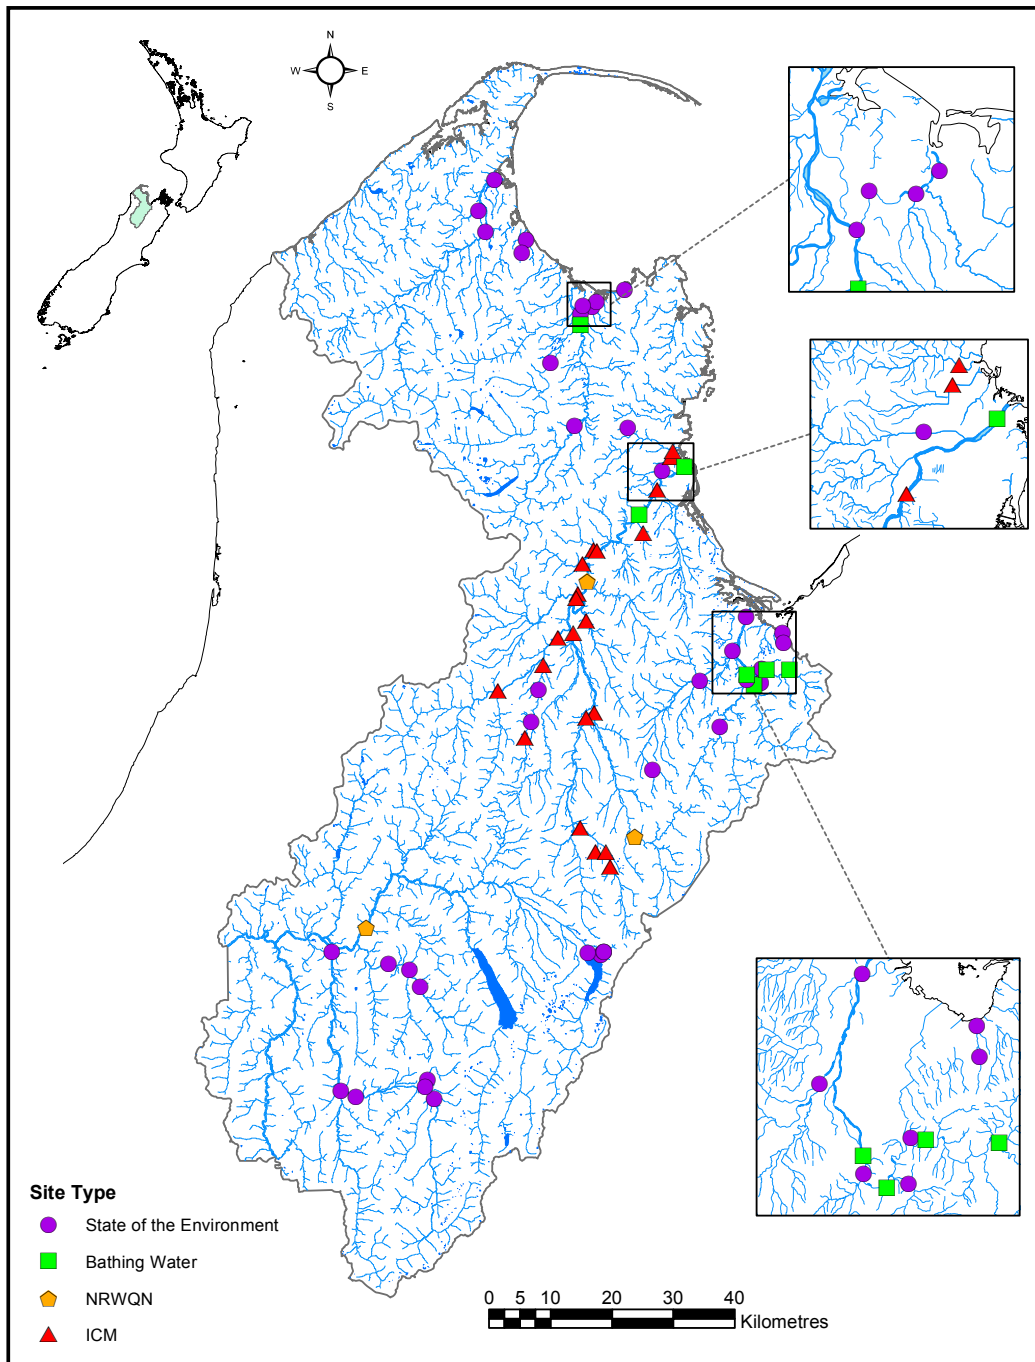 N
W E
S
Site Type
State of the Environment
Bathing Water
NRWQN
ICM
0 5 10 20 30 40
Kilometres